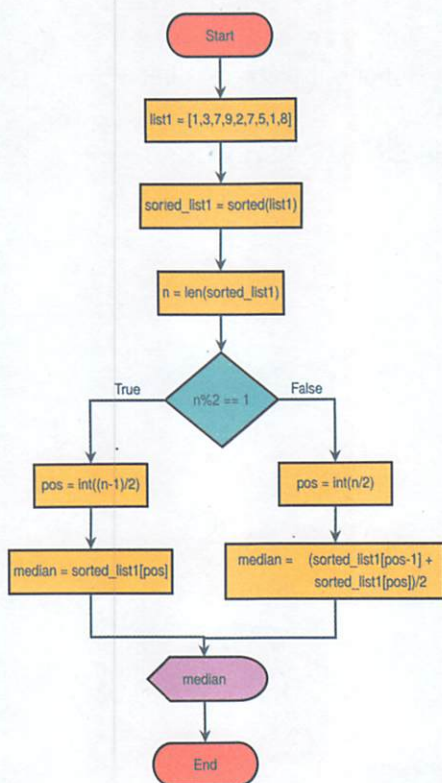 Start
list1 = [1,3,7,9,2,7,5,1,8]
sorted_list1 = sorted(list1)
n = len(sorted_list1)
n%2 == 1
True
False
pos = int((n-1)/2)
pos = int(n/2)
median = sorted_list1[pos]
median = (sorted_list1[pos-1] +
sorted_list1[pos])/2
median
End